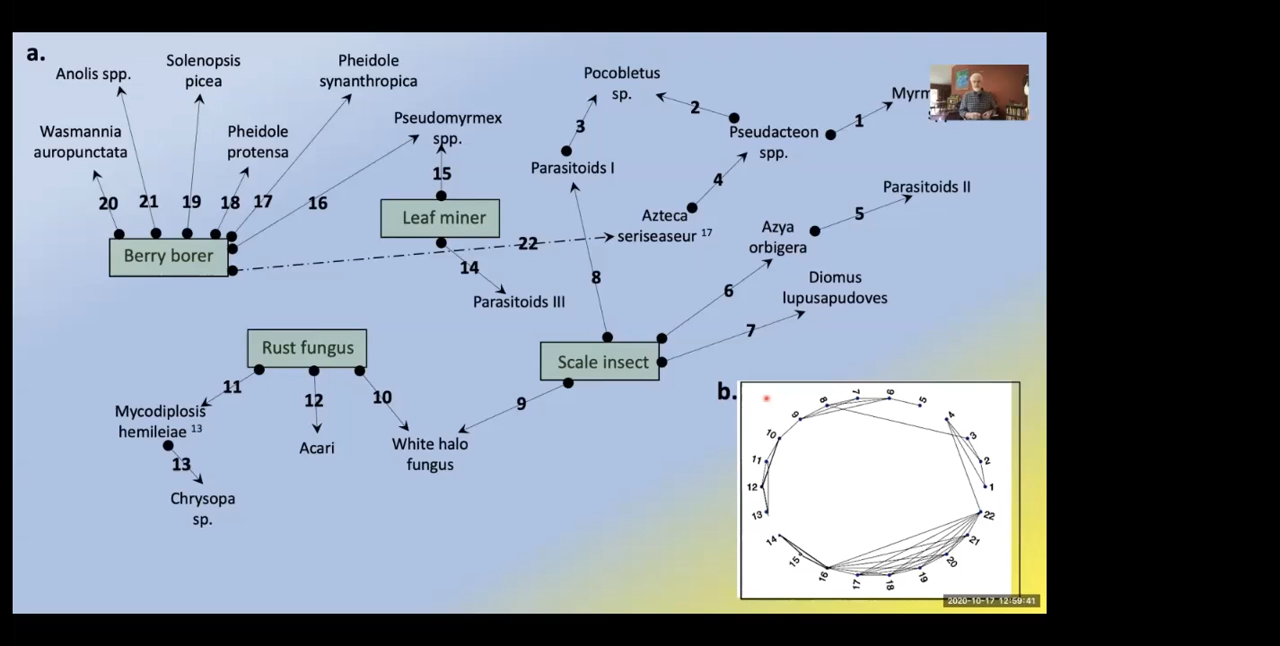 a.
Anolis spp.
Solenopsis
picea
Pheidole
synanthropica
Wasmannia
auropunctata
Pheidole
protensa
Pseudomyrmex
spp.
Pocobletus
sp.
2
Myrm
1
3
Pseudacteon
spp.
Parasitoids I
15
4
Parasitoids II
20
21
19
18
17
16
Leaf miner
Azteca
seriseaseur 17
5
Azya
orbigera
22
Berry borer
14
8
6
Diomus
lupusapudoves
Parasitoids III
7
Rust fungus
Scale insect
11
12
10
9
b.
Mycodiplosis
hemileiae 13
Acari
White halo
fungus
13
Chrysopa
sp.
7
6
8
5
9
4
10
3
11
2
12
1
13
22
14
21
15
20
16
19
17
18
2020-10-17 12:59:41